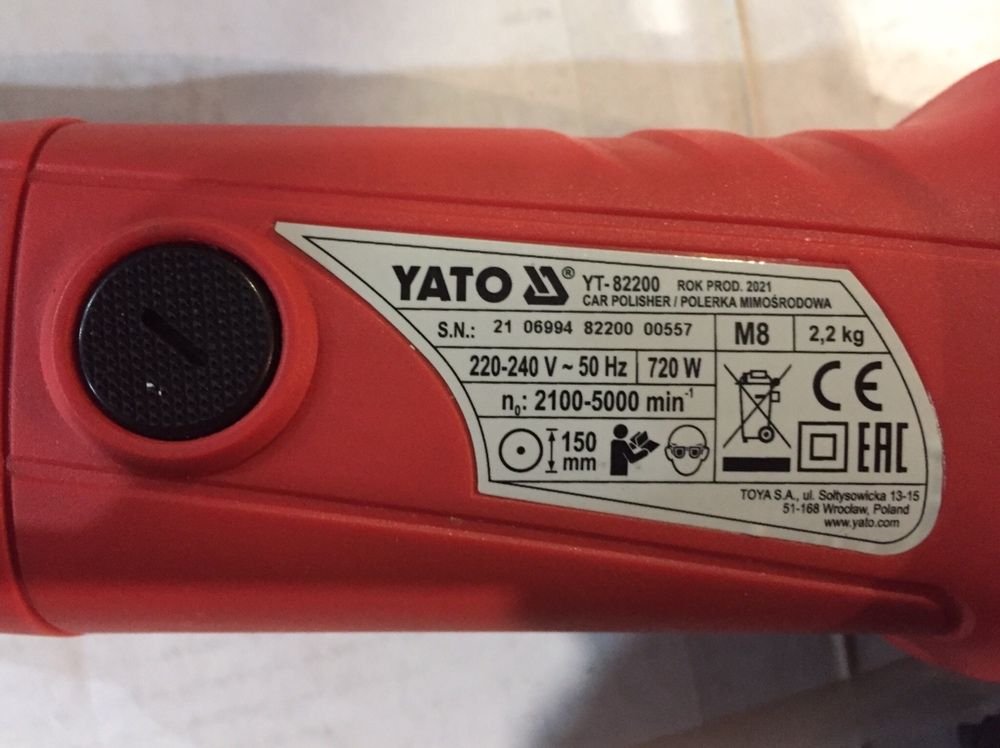 YATO ® YT-82200 ROK PROD. 2021
CAR POLISHER / POLERKA MIMOŚRODOWA
S.N.: 21 06994 82200 00557
M8
2,2 kg
220-240 V ~ 50 Hz 720 W
n₀: 2100-5000 min⁻¹
150
mm
CE
EAC
TOYA S.A., ul. Sołtysowicka 13-15
51-168 Wrocław, Poland
www.yato.com